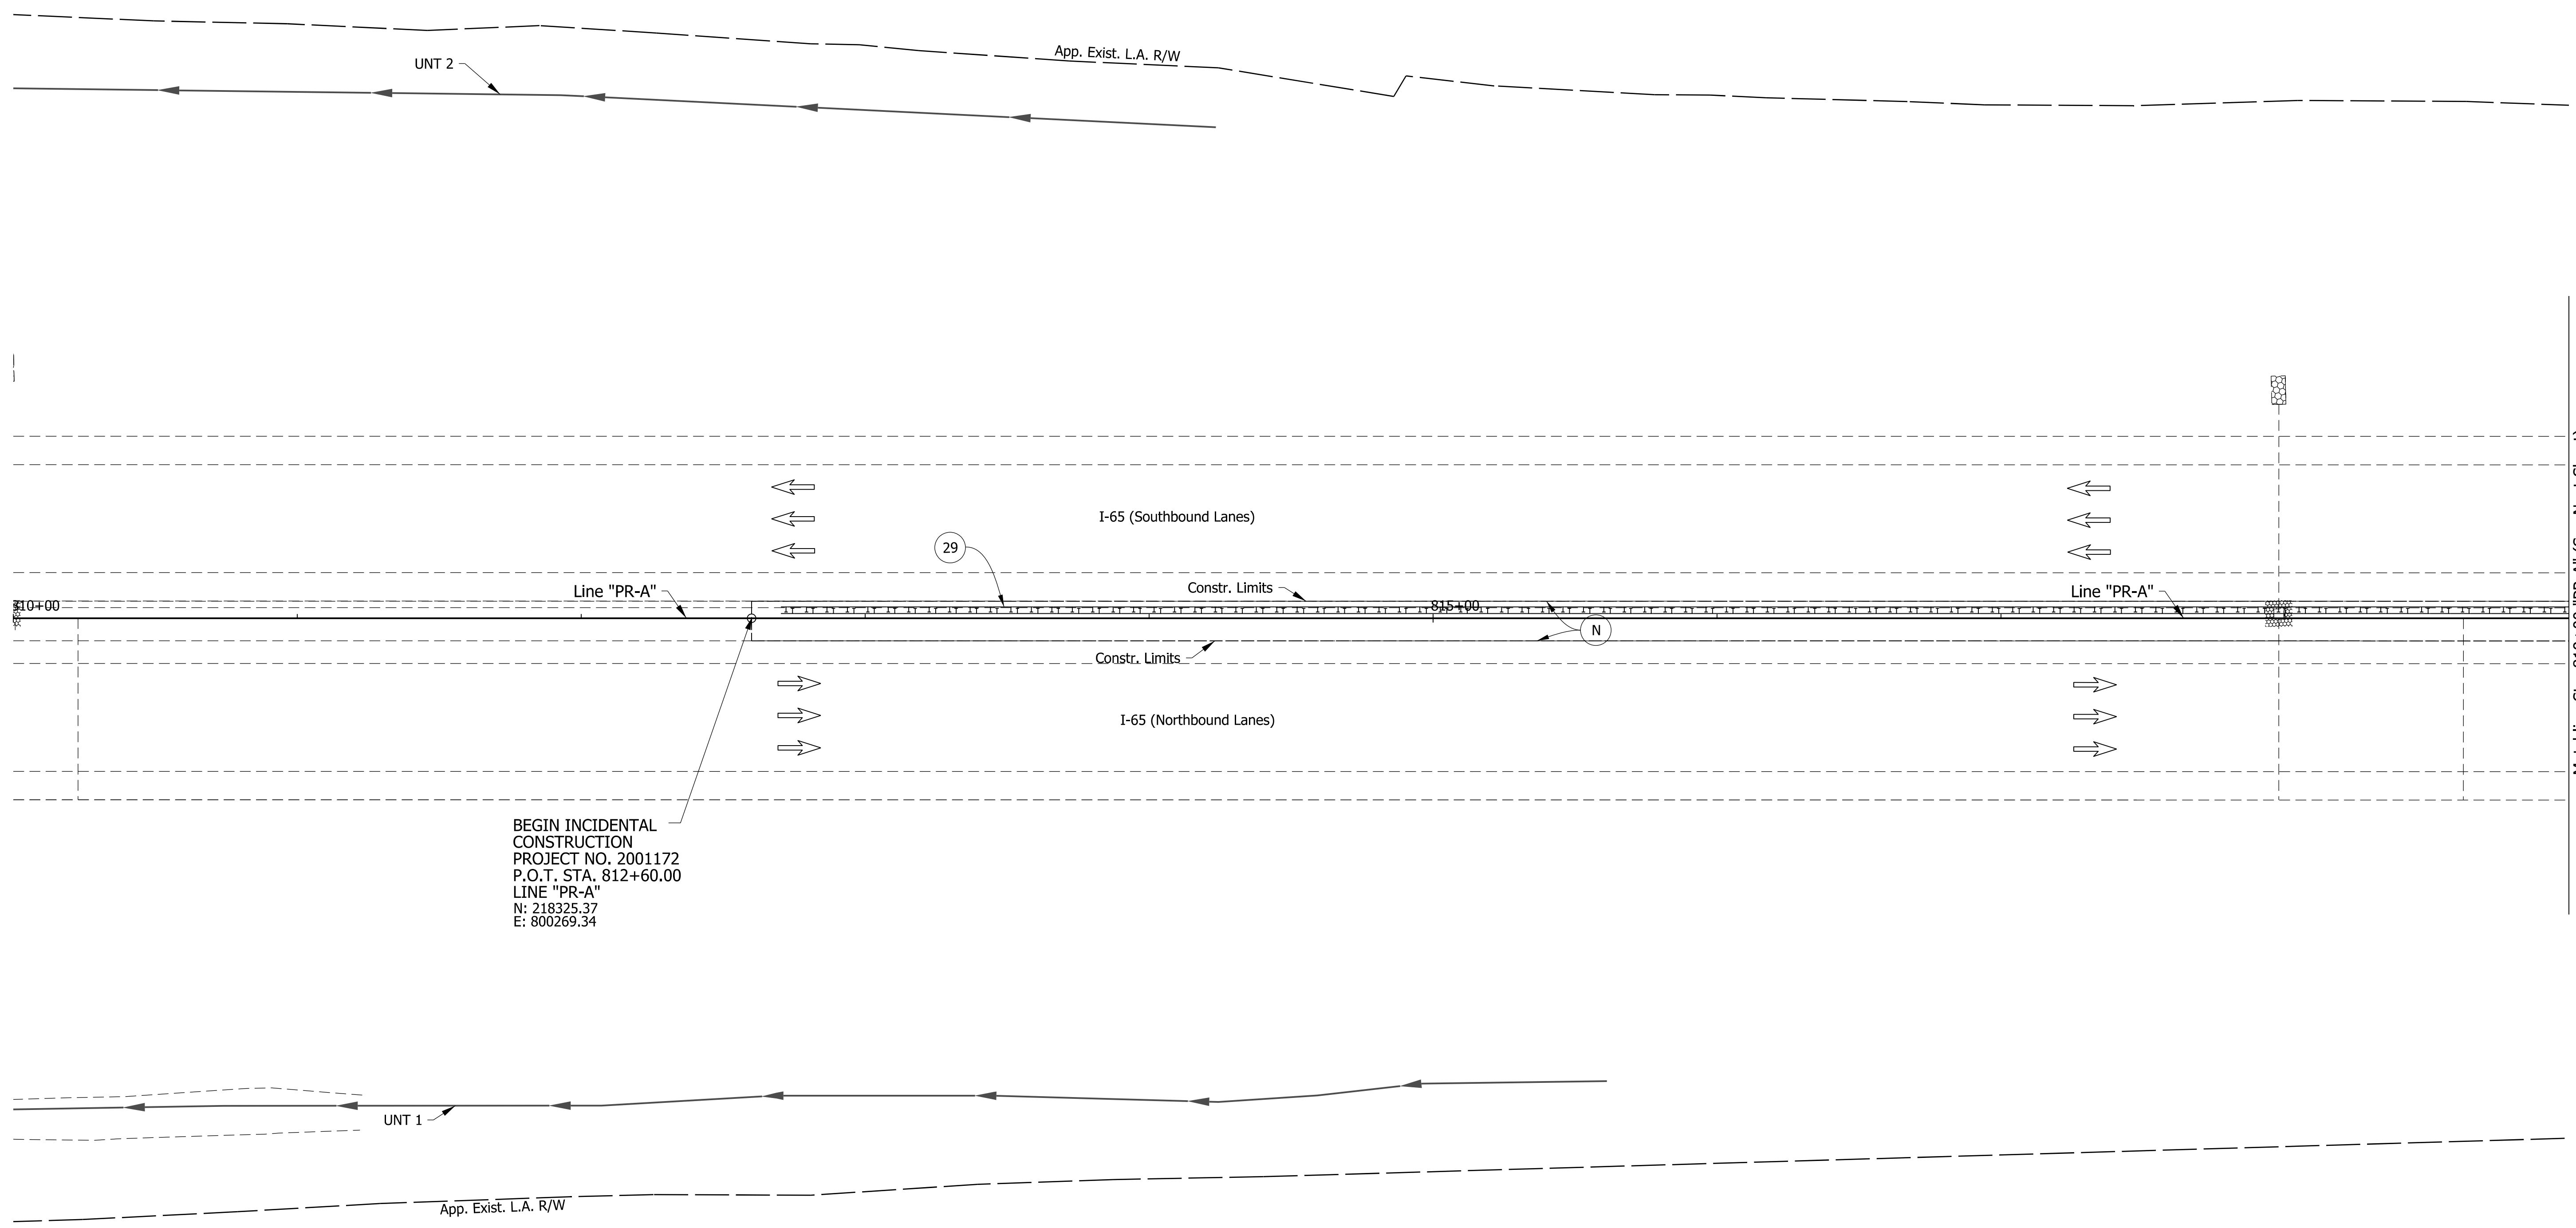 App. Exist. L.A. R/W
UNT 2
I-65 (Southbound Lanes)
29
Constr. Limits
Line "PR-A"
Line "PR-A"
10+00
815+00
N
Constr. Limits
I-65 (Northbound Lanes)
BEGIN INCIDENTAL
CONSTRUCTION
PROJECT NO. 2001172
P.O.T. STA. 812+60.00
LINE "PR-A"
N: 218325.37
E: 800269.34
UNT 1
App. Exist. L.A. R/W